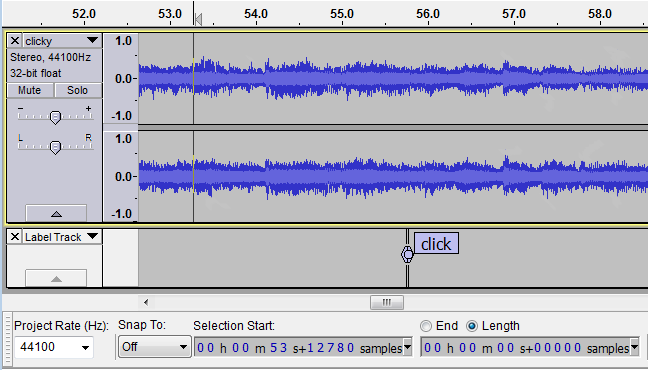 52.0 53.0 54.0 55.0 56.0 57.0 58.0
clicky
Stereo, 44100Hz
32-bit float
Mute Solo
- +
L R
1.0
0.0
-1.0
1.0
0.0
-1.0
Label Track
click
Project Rate (Hz): Snap To: Selection Start: End Length
44100 Off 00 h 00 m 53 s+12780 samples 00 h 00 m 00 s+00000 samples